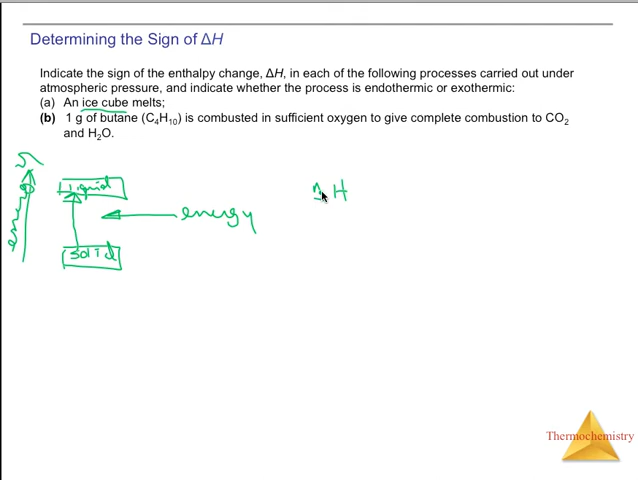 Determining the Sign of ΔH
Indicate the sign of the enthalpy change, ΔH, in each of the following processes carried out under
atmospheric pressure, and indicate whether the process is endothermic or exothermic:
(a) An ice cube melts;
(b) 1 g of butane (C₄H₁₀) is combusted in sufficient oxygen to give complete combustion to CO₂
and H₂O.
energy
Liquid
ΔH
energy
Solid
Thermochemistry